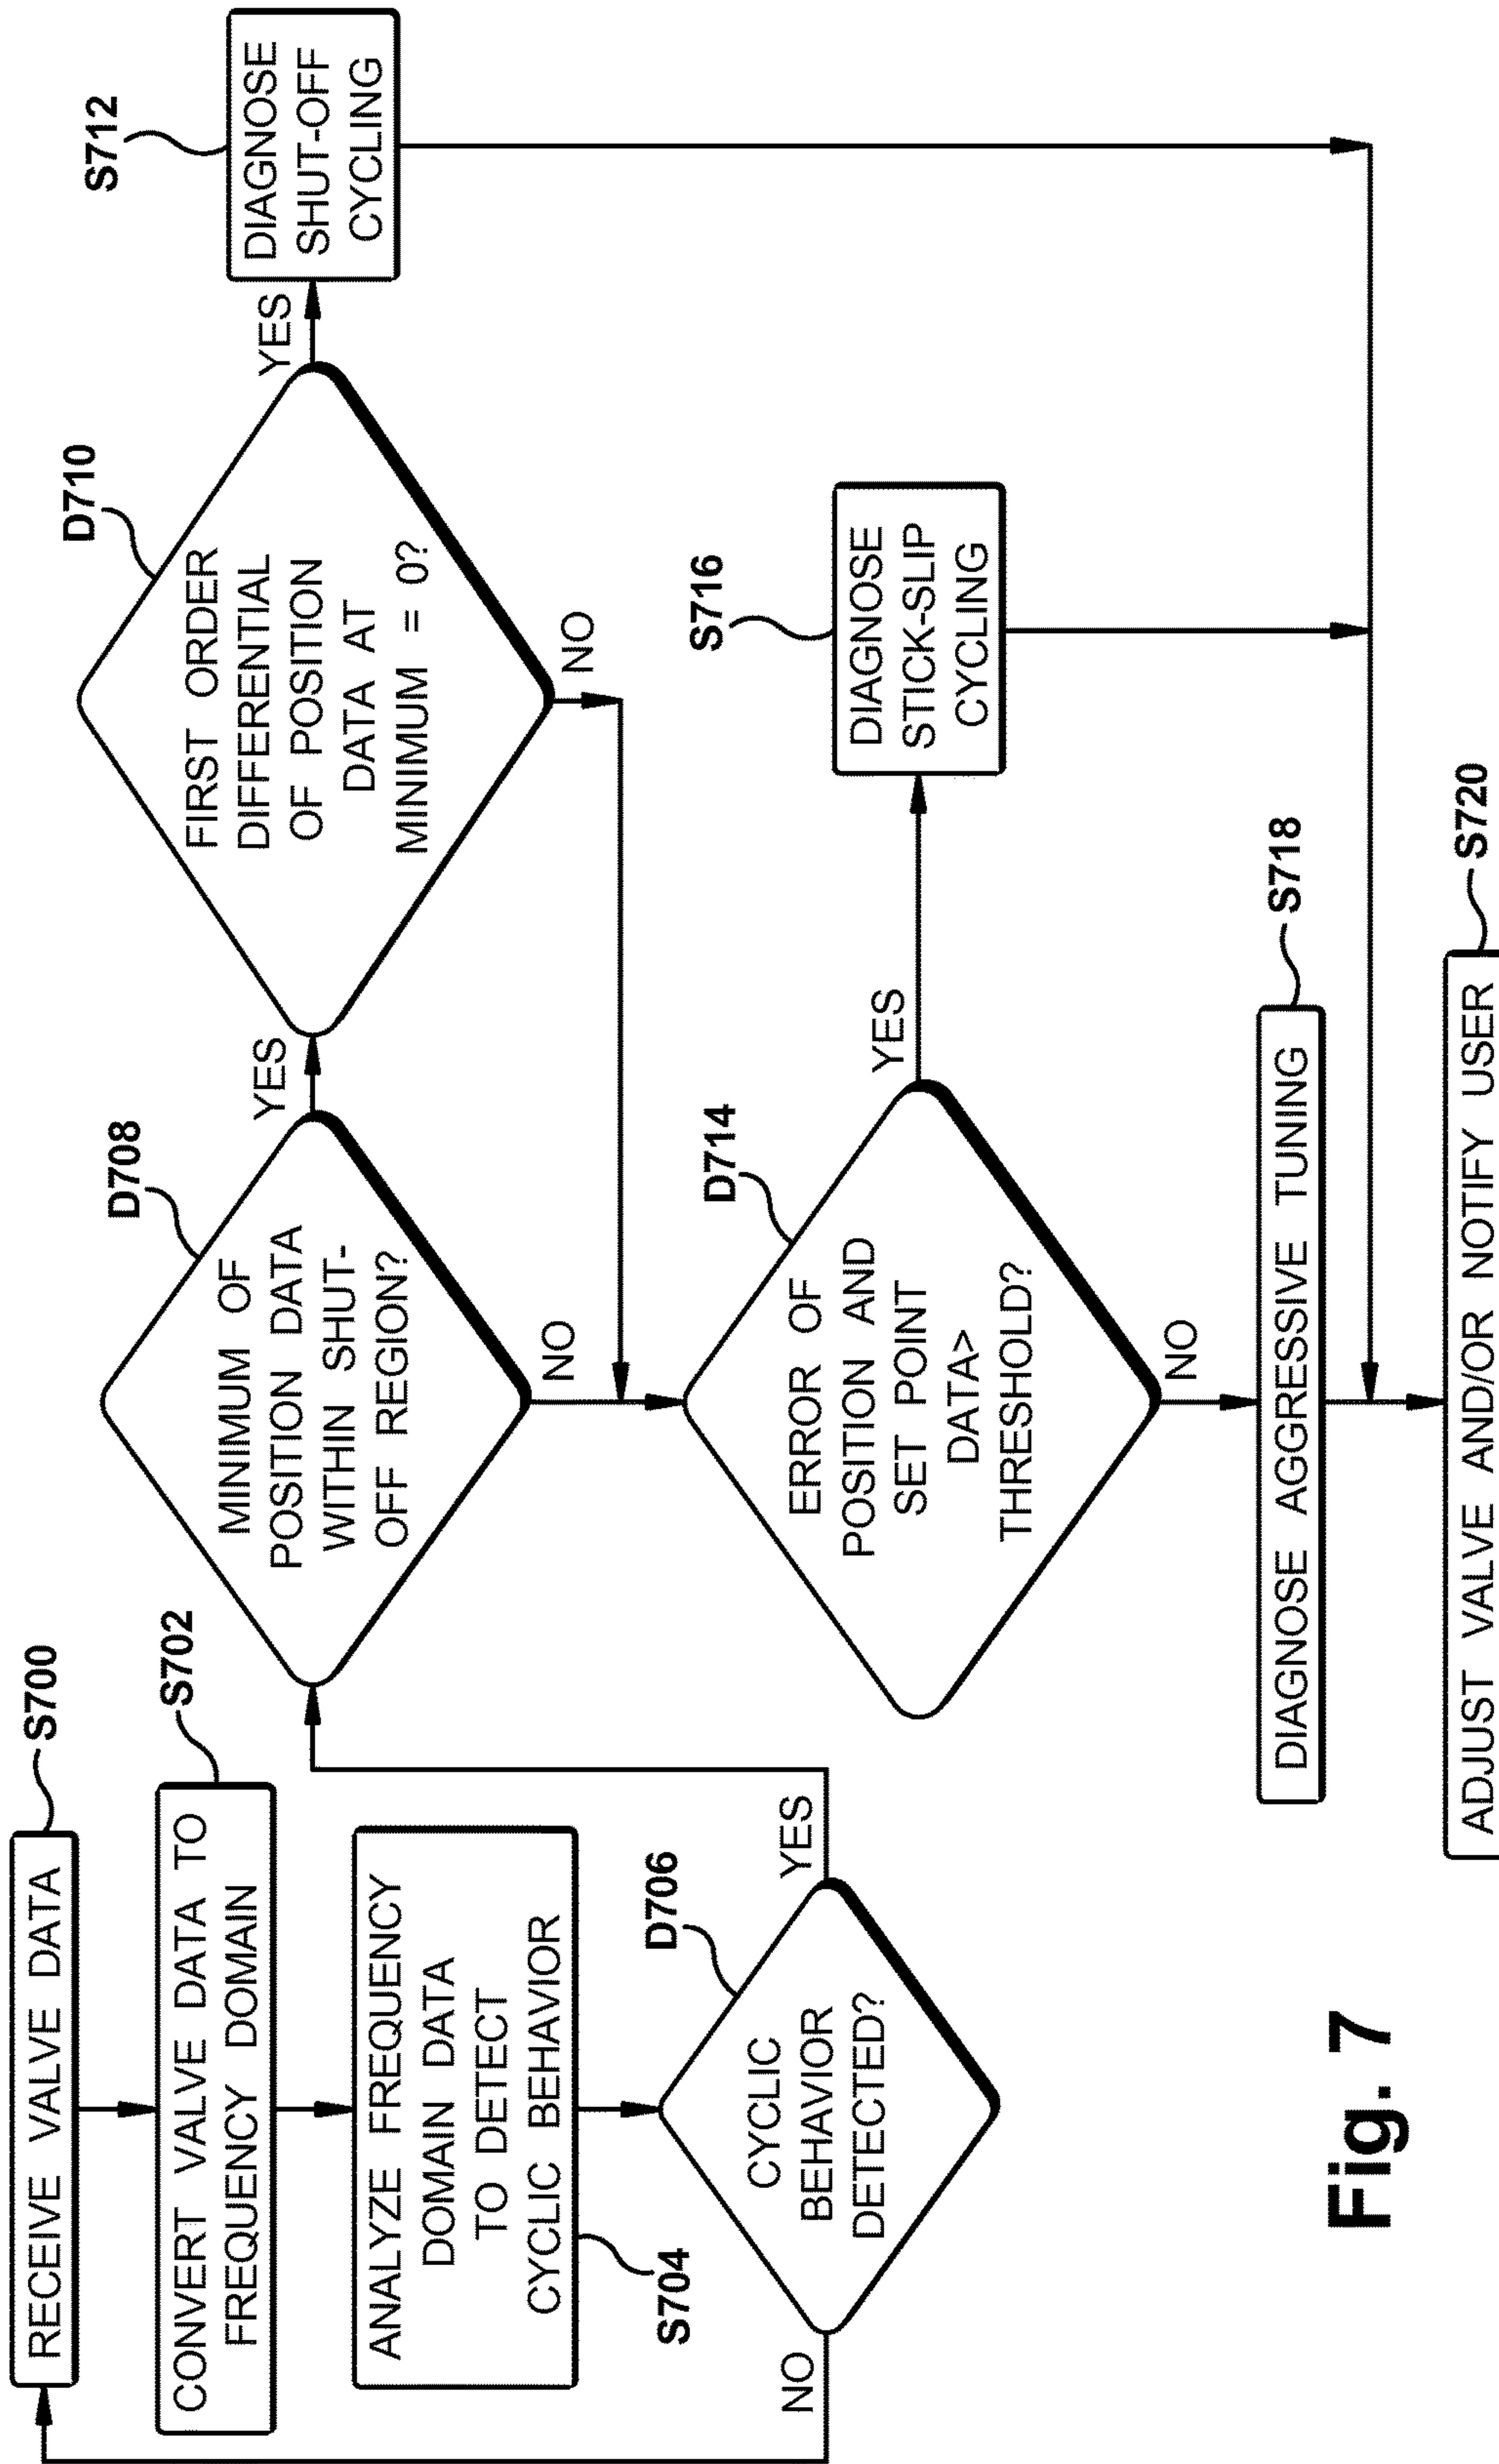 S700
RECEIVE VALVE DATA
S702
CONVERT VALVE DATA TO
FREQUENCY DOMAIN
ANALYZE FREQUENCY
DOMAIN DATA
TO DETECT
CYCLIC BEHAVIOR
S704
D706
CYCLIC
BEHAVIOR
DETECTED?
NO
YES
D708
MINIMUM OF
POSITION DATA
WITHIN SHUT-
OFF REGION?
YES
NO
D710
FIRST ORDER
DIFFERENTIAL
OF POSITION
DATA AT
MINIMUM = 0?
YES
NO
S712
DIAGNOSE
SHUT-OFF
CYCLING
D714
ERROR OF
POSITION AND
SET POINT
DATA>
THRESHOLD?
YES
NO
S716
DIAGNOSE
STICK-SLIP
CYCLING
S718
DIAGNOSE AGGRESSIVE TUNING
S720
ADJUST VALVE AND/OR NOTIFY USER
Fig. 7